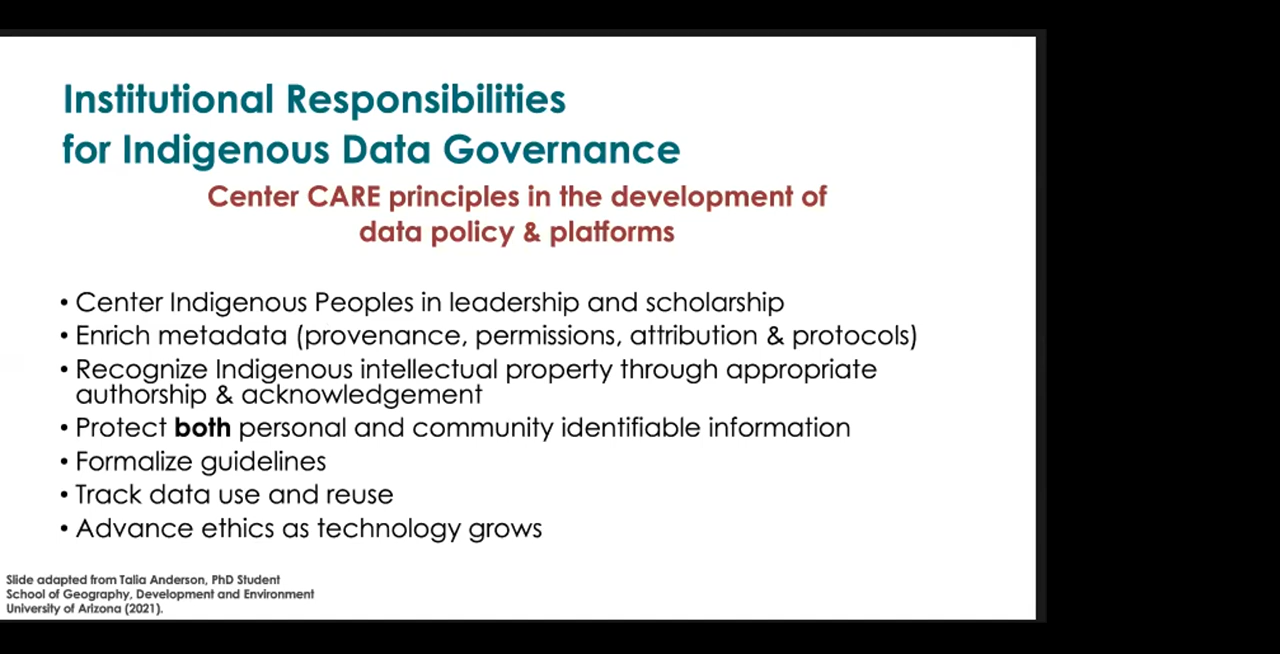 Institutional Responsibilities
for Indigenous Data Governance
Center CARE principles in the development of
data policy & platforms
• Center Indigenous Peoples in leadership and scholarship
• Enrich metadata (provenance, permissions, attribution & protocols)
• Recognize Indigenous intellectual property through appropriate
authorship & acknowledgement
• Protect both personal and community identifiable information
• Formalize guidelines
• Track data use and reuse
• Advance ethics as technology grows
Slide adapted from Talia Anderson, PhD Student
School of Geography, Development and Environment
University of Arizona (2021).